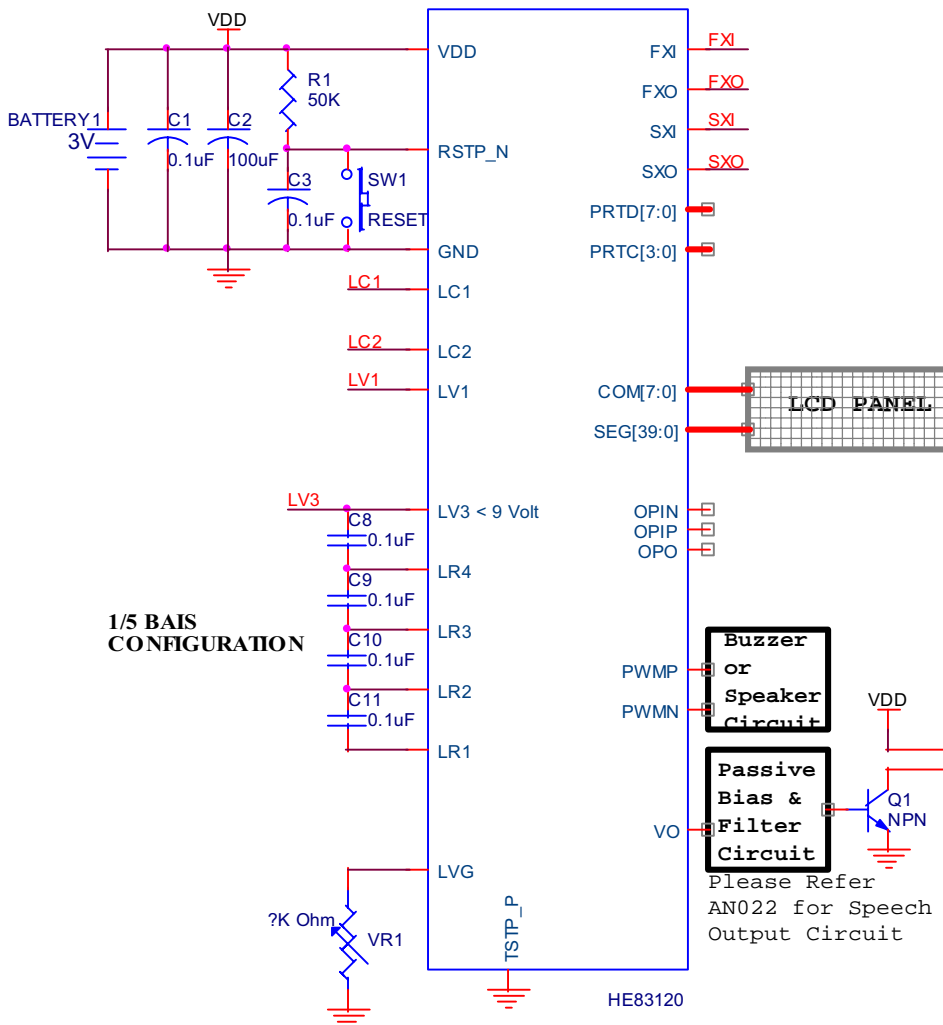 VDD
VDD
FXI
FXI
R1
50K
FXO
FXO
BATTERY1
3V
C1
0.1uF
C2
100uF
SXI
SXI
RSTP_N
SXO
SXO
C3
0.1uF
SW1
RESET
PRTD[7:0]
GND
PRTC[3:0]
LC1
LC1
LC2
LC2
LV1
LV1
COM[7:0]
LCD PANEL
SEG[39:0]
LV3
LV3 < 9 Volt
OPIN
C8
0.1uF
OPIP
OPO
LR4
C9
0.1uF
1/5 BAIS
CONFIGURATION
LR3
C10
0.1uF
Buzzer
or
Speaker
Circuit
PWMP
LR2
C11
0.1uF
PWMN
VDD
LR1
Passive
Bias &
Filter
Circuit
Q1
NPN
VO
LVG
Please Refer
AN022 for Speech
Output Circuit
?K Ohm
VR1
TSTP_P
HE83120